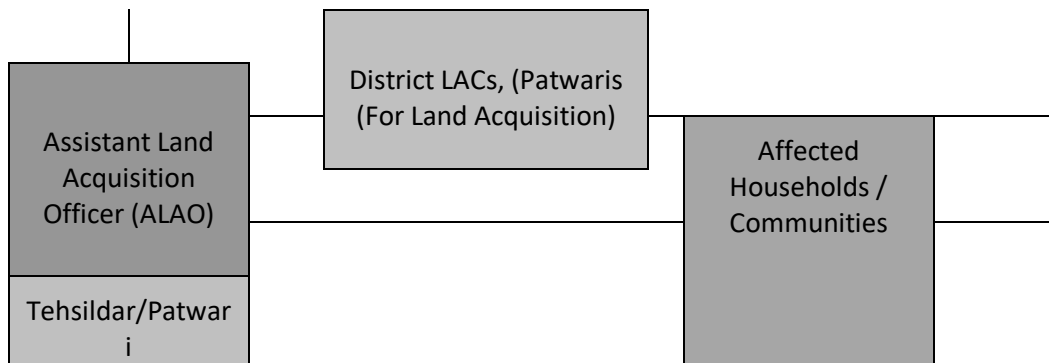 District LACs, (Patwaris
(For Land Acquisition)
Assistant Land
Acquisition
Officer (ALAO)
Affected
Households /
Communities
Tehsildar/Patwar
i